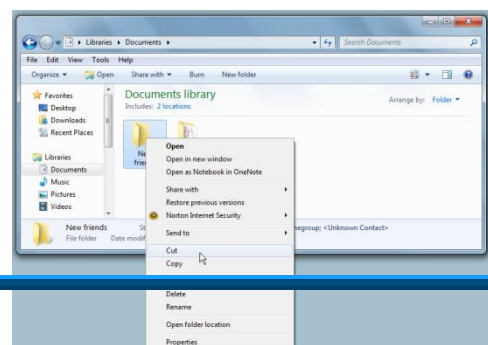 Libraries ▸ Documents ▸
Search Documents
File Edit View Tools Help
Organize Open Share with Burn New folder
Favorites
Desktop
Downloads
Recent Places
Libraries
Documents
Music
Pictures
Videos
Documents library
Includes: 2 locations
Arrange by: Folder
Open
Open in new window
Open as Notebook in OneNote
Share with
Restore previous versions
Norton Internet Security
Send to
Cut
Copy
Delete
Rename
Open folder location
Properties
New friends
File folder